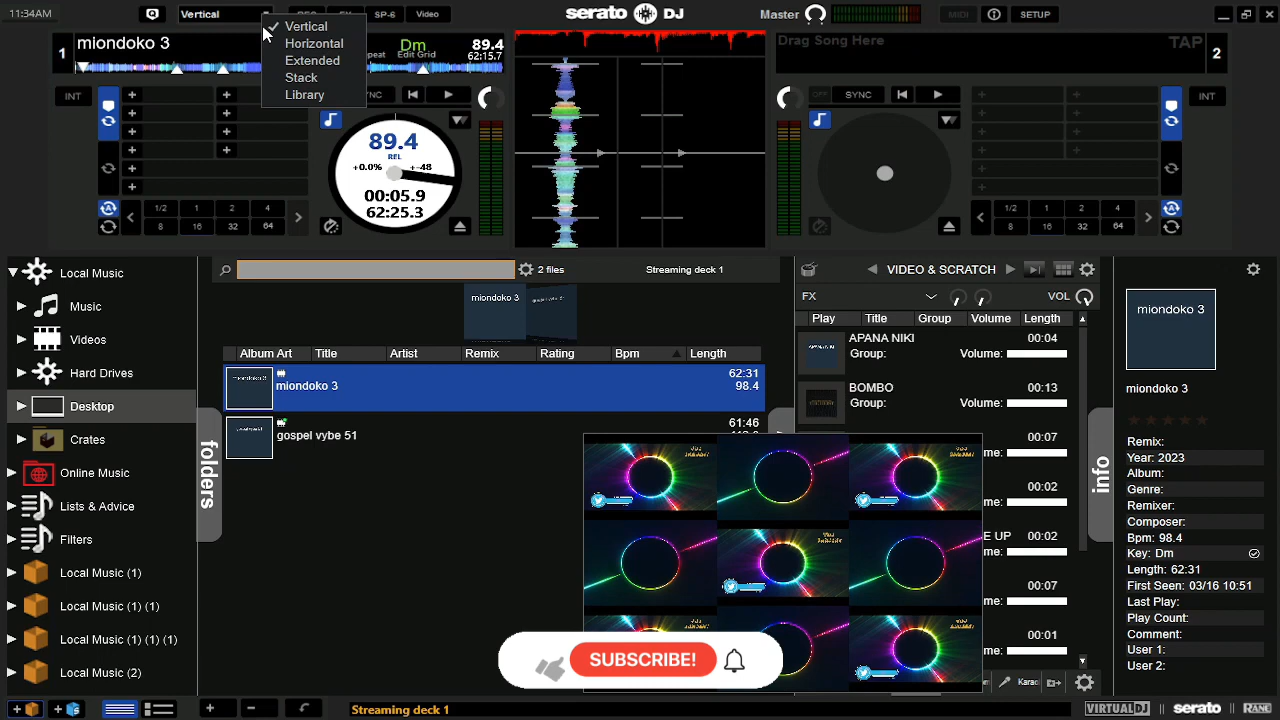 11:34AM
Vertical
REC
FX
SP-6
Video
serato DJ
Master
MIDI
SETUP
Vertical
Horizontal
Extended
Stack
Library
1
miondoko 3
Dm
89.4
Edit Grid
62:15.7
Drag Song Here
TAP
2
INT
SYNC
89.4
REL
+0.0%
+-48
00:05.9
62:25.3
1/2
1
2
4
8
16
32
64
OFF
SYNC
INT
1/2
1
2
4
8
16
32
64
Local Music
Music
Videos
Hard Drives
Desktop
Crates
Online Music
Lists & Advice
Filters
Local Music (1)
Local Music (1) (1)
Local Music (1) (1) (1)
Local Music (2)
folders
2 files
Streaming deck 1
miondoko 3
gospel vybe 51
Album Art
Title
Artist
Remix
Rating
Bpm
Length
miondoko 3
62:31
98.4
gospel vybe 51
61:46
VIDEO & SCRATCH
FX
VOL
Play
Title
Group
Volume
Length
APANA NIKI
00:04
Group:
Volume:
BOMBO
00:13
Group:
Volume:
00:07
00:02
00:02
00:07
00:01
SUBSCRIBE!
Karac
info
miondoko 3
miondoko 3
Remix:
Year: 2023
Album:
Genre:
Remixer:
Composer:
Bpm: 98.4
Key: Dm
Length: 62:31
First Seen: 03/16 10:51
Last Play:
Play Count:
Comment:
User 1:
User 2:
Streaming deck 1
VIRTUALDJ
serato
RANE